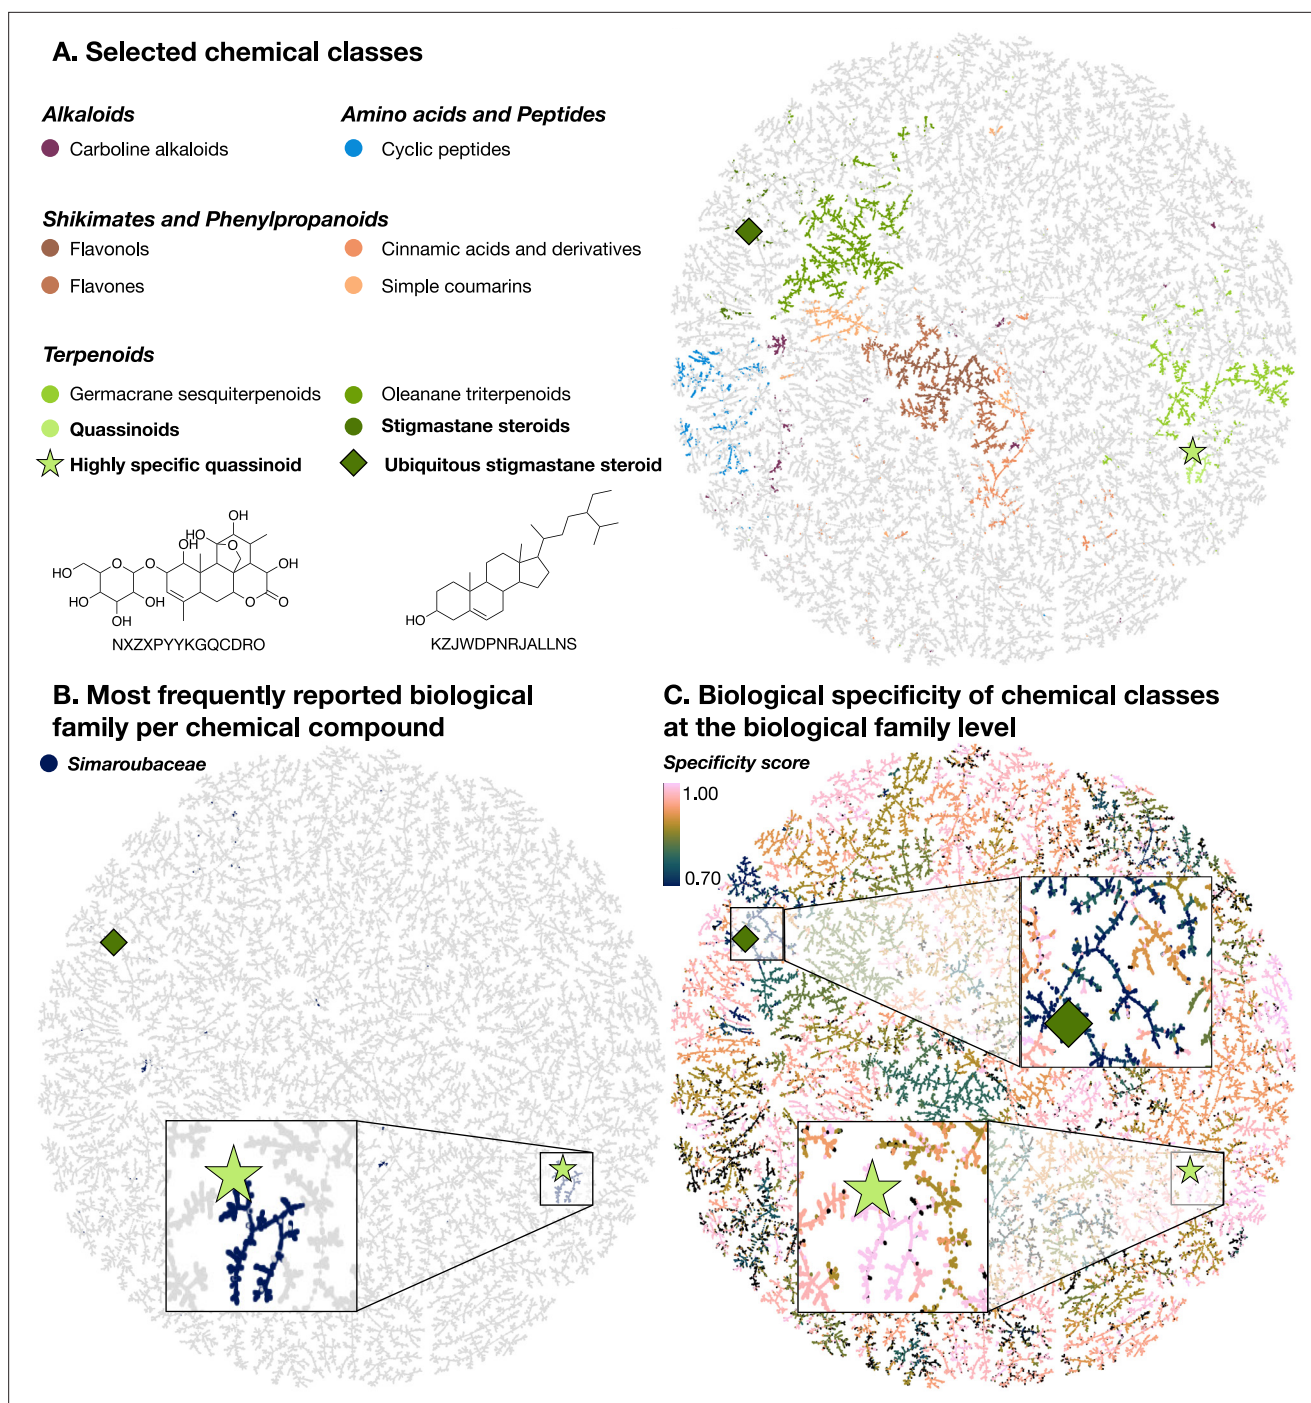 A. Selected chemical classes
Alkaloids
Carboline alkaloids
Amino acids and Peptides
Cyclic peptides
Shikimates and Phenylpropanoids
Flavonols
Cinnamic acids and derivatives
Flavones
Simple coumarins
Terpenoids
Germacrane sesquiterpenoids
Oleanane triterpenoids
Quassinoids
Stigmastane steroids
Highly specific quassinoid
Ubiquitous stigmastane steroid
OH
HO
OH
O
OH
HO
O
O
HO
OH
OH
O
O
NXZXPYYKGQCDRO
HO
KZJWDPNRJALLNS
B. Most frequently reported biological
family per chemical compound
Simaroubaceae
C. Biological specificity of chemical classes
at the biological family level
Specificity score
1.00
0.70